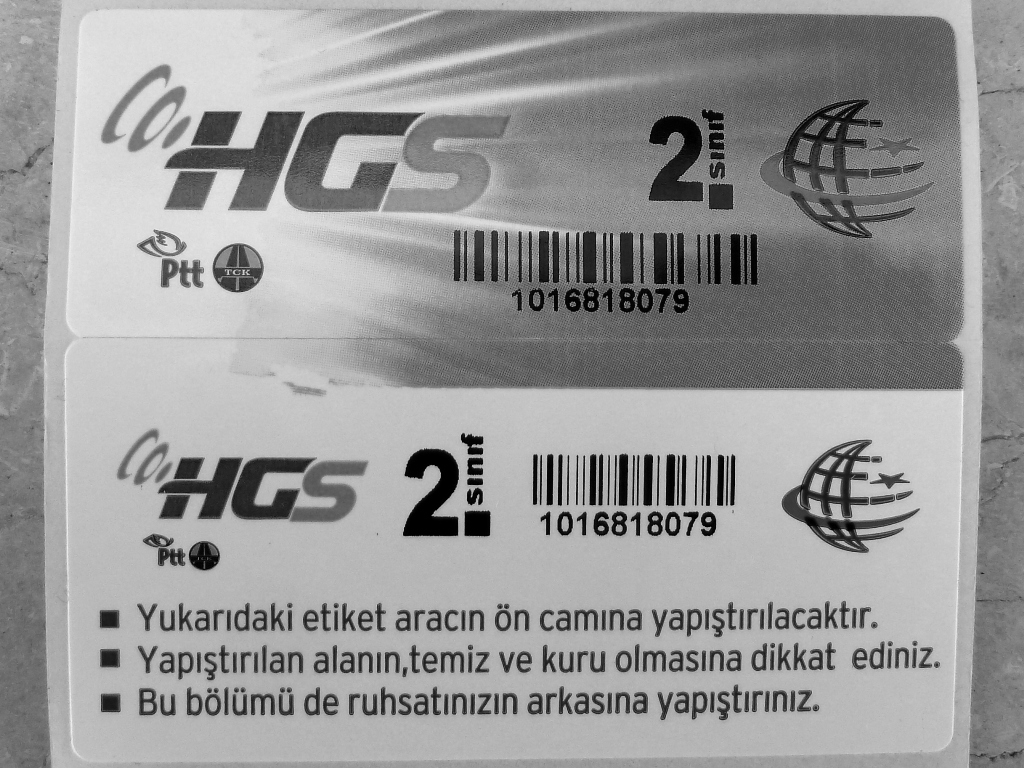 HGS
2. sınıf
Ptt
TCK
1016818079
HGS
2. sınıf
1016818079
Ptt
Yukarıdaki etiket aracın ön camına yapıştırılacaktır.
Yapıştırılan alanın,temiz ve kuru olmasına dikkat ediniz.
Bu bölümü de ruhsatınızın arkasına yapıştırınız.